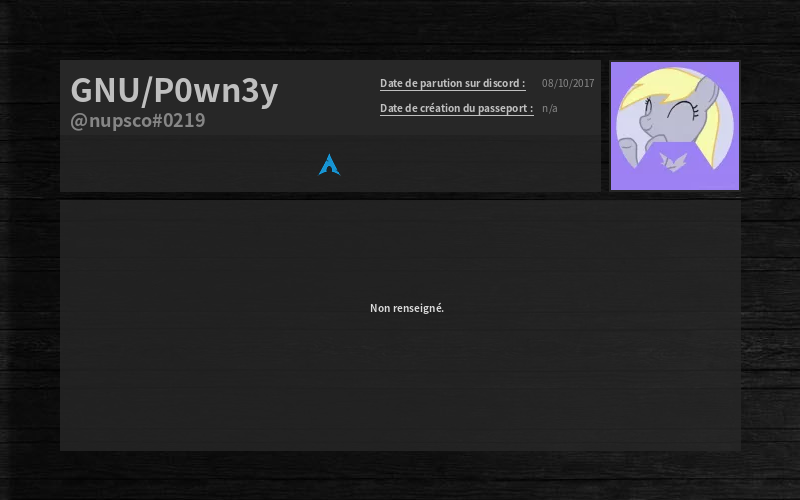 GNU/P0wn3y
@nupsco#0219
Date de parution sur discord : 08/10/2017
Date de création du passeport : n/a
Non renseigné.